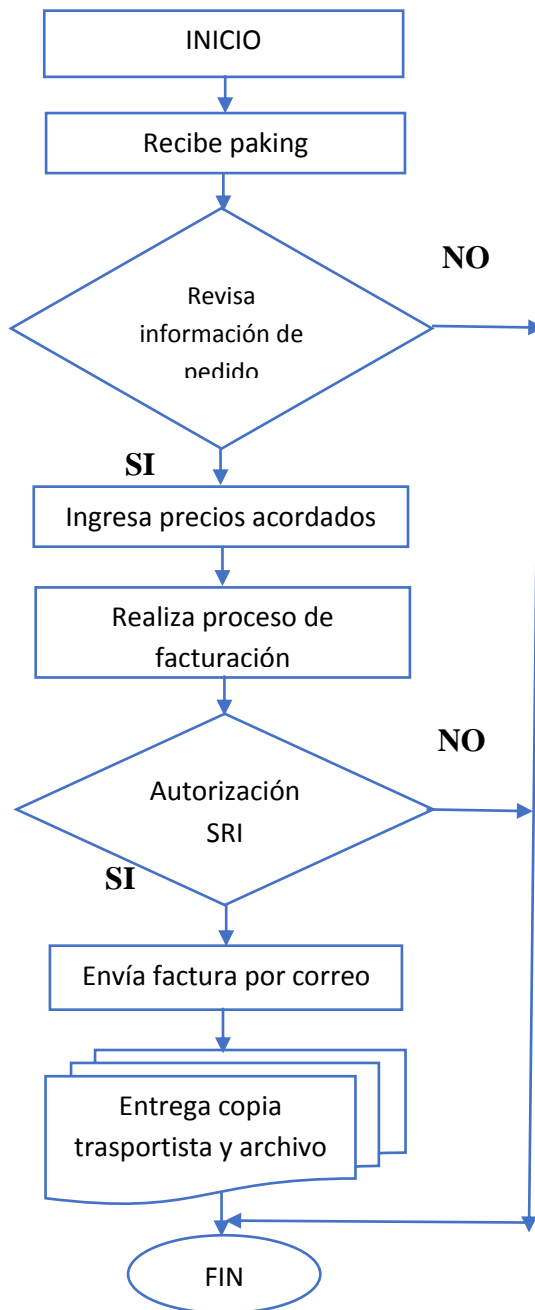 INICIO
Recibe paking
NO
Revisa
información de
pedido
SI
Ingresa precios acordados
Realiza proceso de
facturación
NO
Autorización
SRI
SI
Envía factura por correo
Entrega copia
trasportista y archivo
FIN